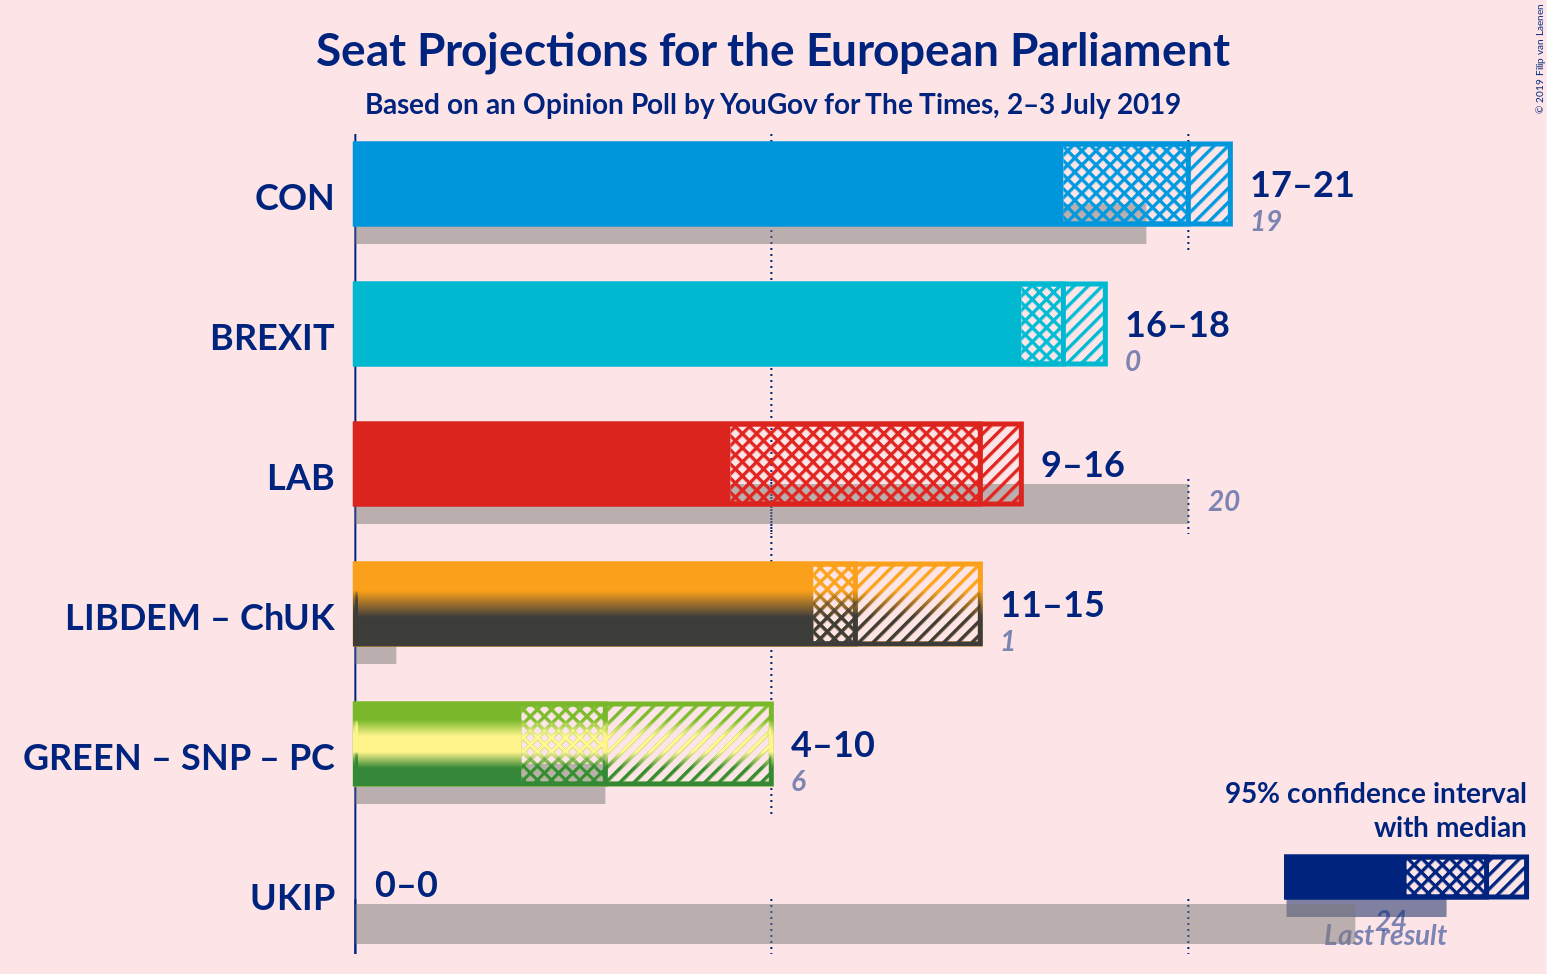 Seat Projections for the European Parliament
Based on an Opinion Poll by YouGov for The Times, 2–3 July 2019
© 2019 Filip van Laenen
CON
17–21
19
BREXIT
16–18
0
LAB
9–16
20
LIBDEM – ChUK
11–15
1
GREEN – SNP – PC
4–10
6
UKIP
0–0
24
95% confidence interval
with median
Last result